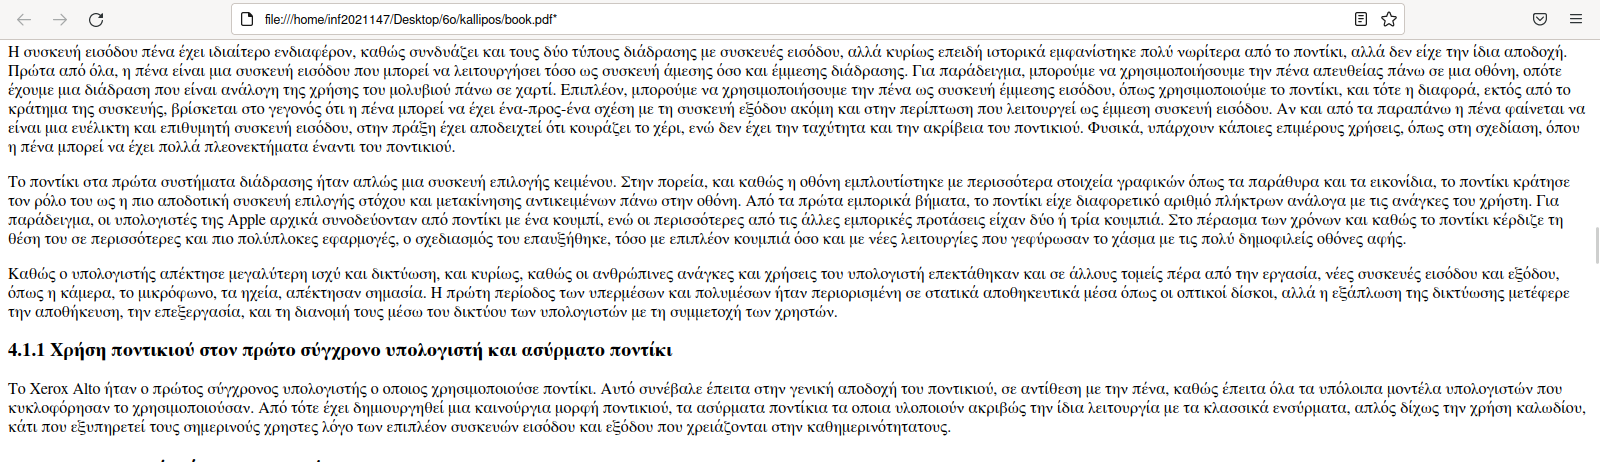 file:///home/inf2021147/Desktop/6o/kallipos/book.pdf*
Η συσκευή εισόδου πένα έχει ιδιαίτερο ενδιαφέρον, καθώς συνδυάζει και τους δύο τύπους διάδρασης με συσκευές εισόδου, αλλά κυρίως επειδή ιστορικά εμφανίστηκε πολύ νωρίτερα από το ποντίκι, αλλά δεν είχε την ίδια αποδοχή.
Πρώτα από όλα, η πένα είναι μια συσκευή εισόδου που μπορεί να λειτουργήσει τόσο ως συσκευή άμεσης όσο και έμμεσης διάδρασης. Για παράδειγμα, μπορούμε να χρησιμοποιήσουμε την πένα απευθείας πάνω σε μια οθόνη, οπότε
έχουμε μια διάδραση που είναι ανάλογη της χρήσης του μολυβιού πάνω σε χαρτί. Επιπλέον, μπορούμε να χρησιμοποιήσουμε την πένα ως συσκευή έμμεσης εισόδου, όπως χρησιμοποιούμε το ποντίκι, και τότε η διαφορά, εκτός από το
κράτημα της συσκευής, βρίσκεται στο γεγονός ότι η πένα μπορεί να έχει ένα-προς-ένα σχέση με τη συσκευή εξόδου ακόμη και στην περίπτωση που λειτουργεί ως έμμεση συσκευή εισόδου. Αν και από τα παραπάνω η πένα φαίνεται να
είναι μια ευέλικτη και επιθυμητή συσκευή εισόδου, στην πράξη έχει αποδειχτεί ότι κουράζει το χέρι, ενώ δεν έχει την ταχύτητα και την ακρίβεια του ποντικιού. Φυσικά, υπάρχουν κάποιες επιμέρους χρήσεις, όπως στη σχεδίαση, όπου
η πένα μπορεί να έχει πολλά πλεονεκτήματα έναντι του ποντικιού.
Το ποντίκι στα πρώτα συστήματα διάδρασης ήταν απλώς μια συσκευή επιλογής κειμένου. Στην πορεία, και καθώς η οθόνη εμπλουτίστηκε με περισσότερα στοιχεία γραφικών όπως τα παράθυρα και τα εικονίδια, το ποντίκι κράτησε
τον ρόλο του ως η πιο αποδοτική συσκευή επιλογής στόχου και μετακίνησης αντικειμένων πάνω στην οθόνη. Από τα πρώτα εμπορικά βήματα, το ποντίκι είχε διαφορετικό αριθμό πλήκτρων ανάλογα με τις ανάγκες του χρήστη. Για
παράδειγμα, οι υπολογιστές της Apple αρχικά συνοδεύονταν από ποντίκι με ένα κουμπί, ενώ οι περισσότερες από τις άλλες εμπορικές προτάσεις είχαν δύο ή τρία κουμπιά. Στο πέρασμα των χρόνων και καθώς το ποντίκι κέρδιζε τη
θέση του σε περισσότερες και πιο πολύπλοκες εφαρμογές, ο σχεδιασμός του επαυξήθηκε, τόσο με επιπλέον κουμπιά όσο και με νέες λειτουργίες που γεφύρωσαν το χάσμα με τις πολύ δημοφιλείς οθόνες αφής.
Καθώς ο υπολογιστής απέκτησε μεγαλύτερη ισχύ και δικτύωση, και κυρίως, καθώς οι ανθρώπινες ανάγκες και χρήσεις του υπολογιστή επεκτάθηκαν και σε άλλους τομείς πέρα από την εργασία, νέες συσκευές εισόδου και εξόδου,
όπως η κάμερα, το μικρόφωνο, τα ηχεία, απέκτησαν σημασία. Η πρώτη περίοδος των υπερμέσων και πολυμέσων ήταν περιορισμένη σε στατικά αποθηκευτικά μέσα όπως οι οπτικοί δίσκοι, αλλά η εξάπλωση της δικτύωσης μετέφερε
την αποθήκευση, την επεξεργασία, και τη διανομή τους μέσω του δικτύου των υπολογιστών με τη συμμετοχή των χρηστών.
4.1.1 Χρήση ποντικιού στον πρώτο σύγχρονο υπολογιστή και ασύρματο ποντίκι
Το Xerox Alto ήταν ο πρώτος σύγχρονος υπολογιστής ο οποιος χρησιμοποιούσε ποντίκι. Αυτό συνέβαλε έπειτα στην γενική αποδοχή του ποντικιού, σε αντίθεση με την πένα, καθώς έπειτα όλα τα υπόλοιπα μοντέλα υπολογιστών που
κυκλοφόρησαν το χρησιμοποιούσαν. Από τότε έχει δημιουργηθεί μια καινούργια μορφή ποντικιού, τα ασύρματα ποντίκια τα οποια υλοποιούν ακριβώς την ίδια λειτουργία με τα κλασσικά ενσύρματα, απλός δίχως την χρήση καλωδίου,
κάτι που εξυπηρετεί τους σημερινούς χρηστες λόγο των επιπλέον συσκευών εισόδου και εξόδου που χρειάζονται στην καθημερινότητατους.